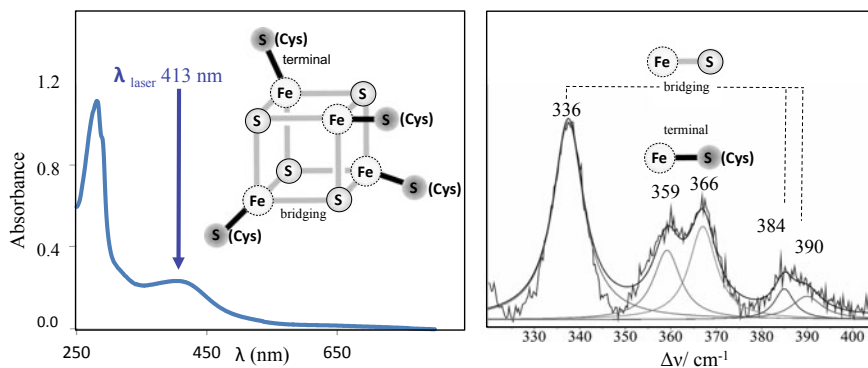 1.2
0.8
0.4
0.0
Absorbance
250
450
650
λ (nm)
λ laser 413 nm
S
(Cys)
terminal
Fe
S
S
Fe
S
(Cys)
S
Fe
S
(Cys)
Fe
S
S
(Cys)
bridging
Fe
S
bridging
336
terminal
Fe
S
(Cys)
359
366
384
390
330
340
350
360
370
380
390
400
Δν/ cm-1